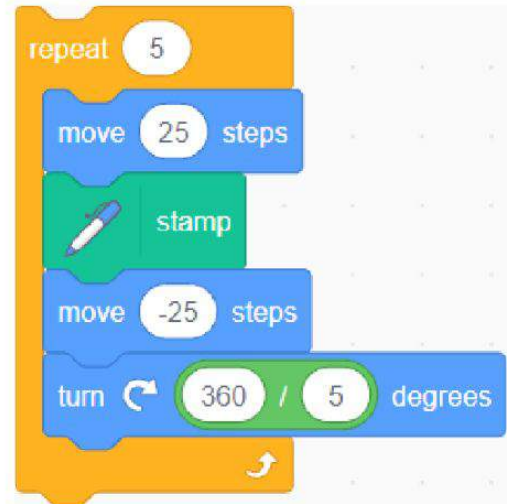 repeat 5
move 25 steps
stamp
move -25 steps
turn 360 / 5 degrees